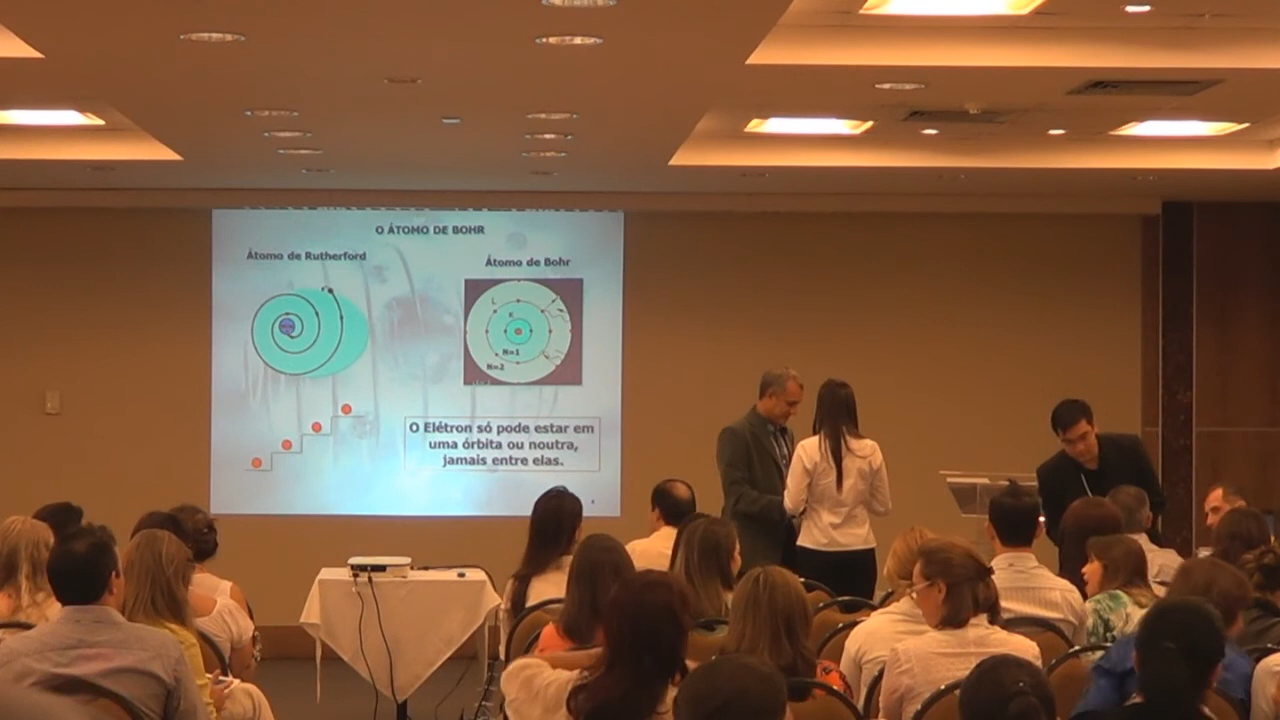 O ÁTOMO DE BOHR
Átomo de Rutherford
Átomo de Bohr
L
K
N=1
N=2
O Elétron só pode estar em
uma órbita ou noutra,
jamais entre elas.